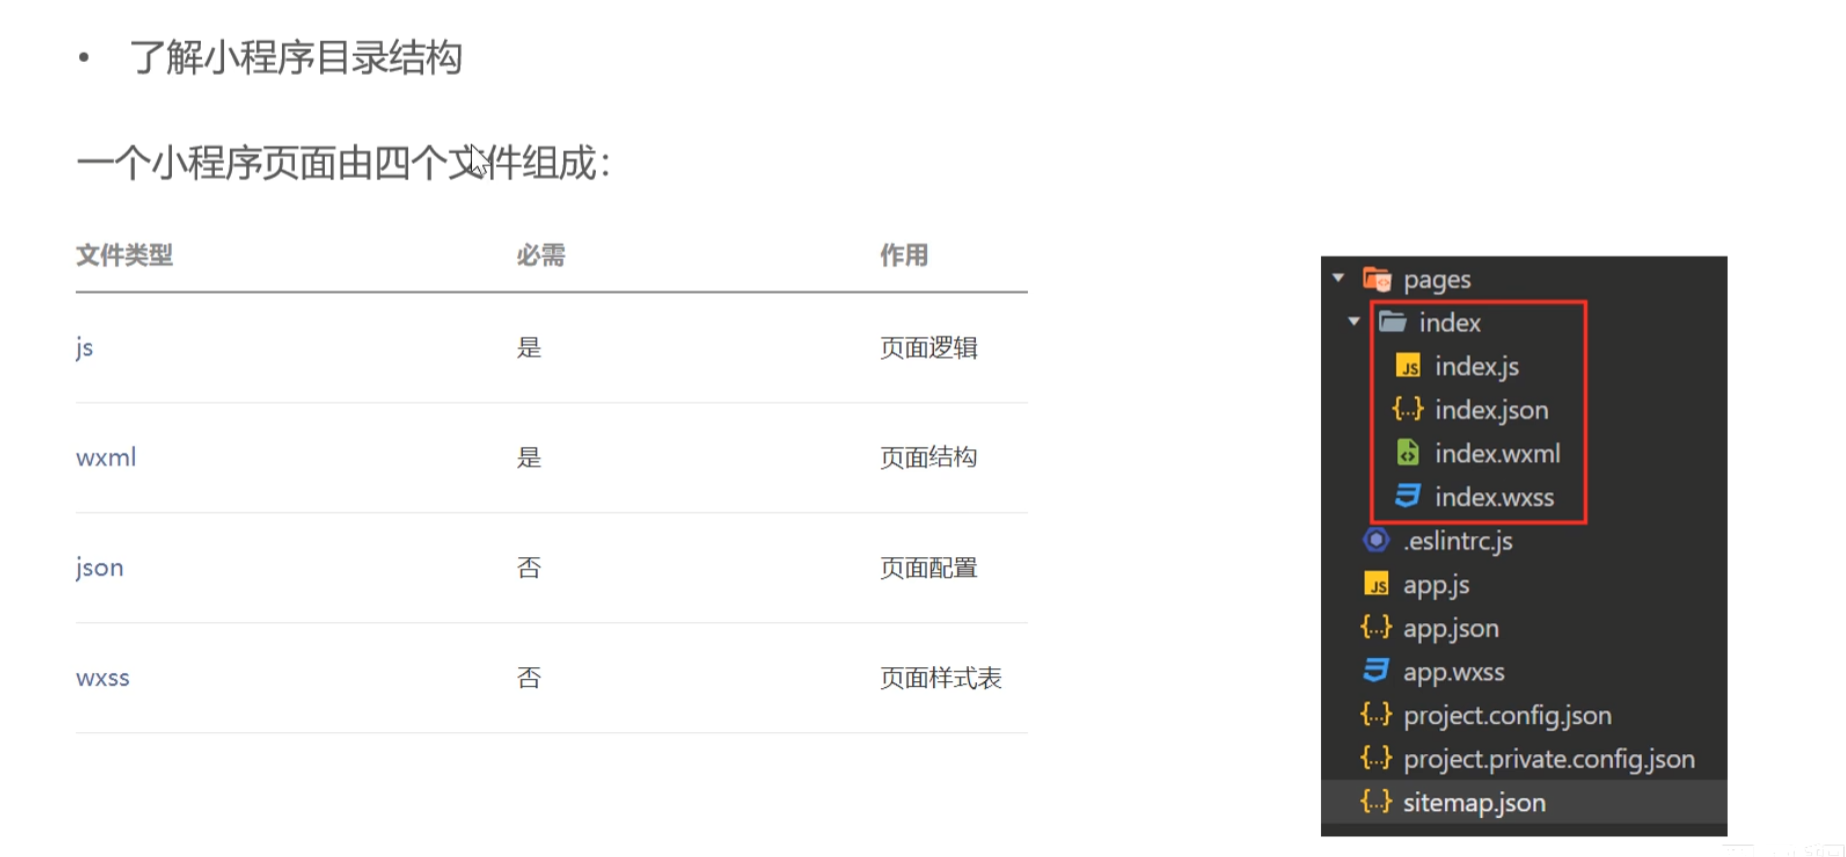 • 了解小程序目录结构
一个小程序页面由四个文件组成：
文件类型 必需 作用
js 是 页面逻辑
wxml 是 页面结构
json 否 页面配置
wxss 否 页面样式表
pages
index
index.js
index.json
index.wxml
index.wxss
.eslintrc.js
app.js
app.json
app.wxss
project.config.json
project.private.config.json
sitemap.json